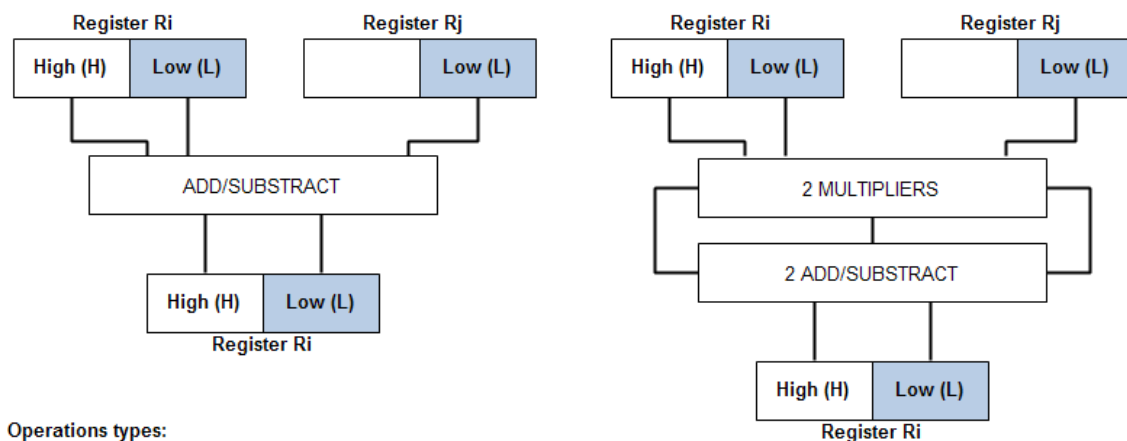 Register Ri
Register Rj
Register Ri
Register Rj
High (H)
Low (L)
Low (L)
High (H)
Low (L)
Low (L)
ADD/SUBSTRACT
2 MULTIPLIERS
2 ADD/SUBSTRACT
High (H)
Low (L)
Register Ri
High (H)
Low (L)
Register Ri
Operations types: